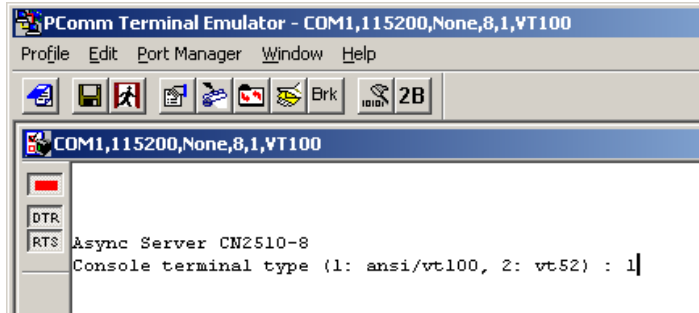 PComm Terminal Emulator - COM1,115200,None,8,1,VT100
Profile Edit Port Manager Window Help
Brk 2B
COM1,115200,None,8,1,VT100
DTR
RTS
Async Server CN2510-8
Console terminal type (1: ansi/vt100, 2: vt52) : 1